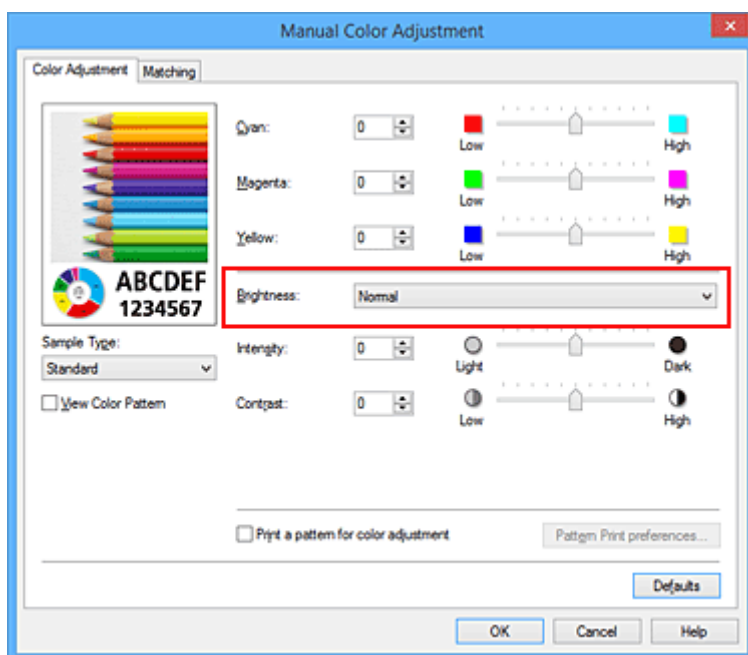 Manual Color Adjustment
Color Adjustment Matching
Cyan: 0 Low High
Magenta: 0 Low High
Yellow: 0 Low High
ABCDEF
1234567
Brightness: Normal
Sample Type:
Standard
Intensity: 0 Light Dark
View Color Pattern
Contrast: 0 Low High
Print a pattern for color adjustment Pattern Print preferences...
Defaults
OK Cancel Help